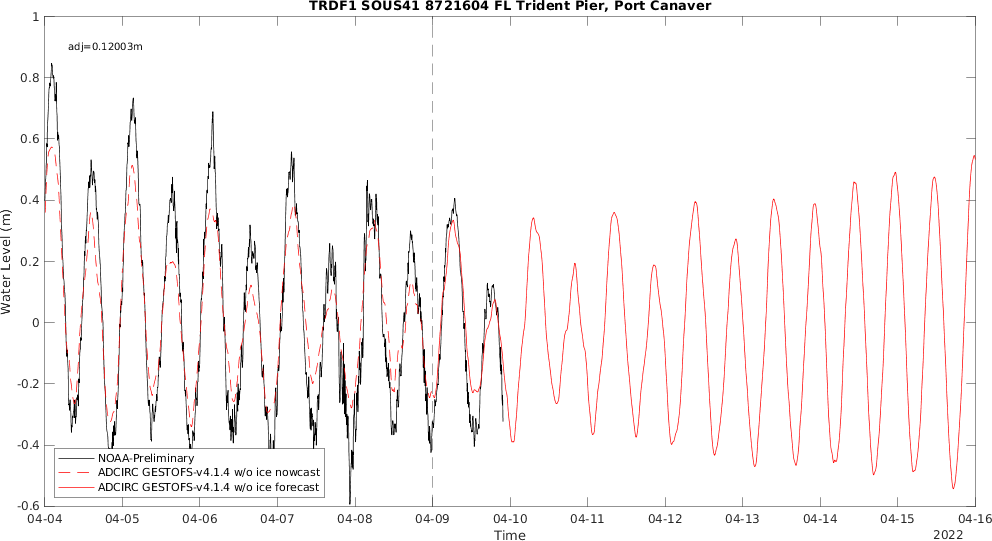 TRDF1 SOUS41 8721604 FL Trident Pier, Port Canaver
adj=0.12003m
1
0.8
0.6
0.4
0.2
0
-0.2
-0.4
-0.6
Water Level (m)
NOAA-Preliminary
ADCIRC GESTOFS-v4.1.4 w/o ice nowcast
ADCIRC GESTOFS-v4.1.4 w/o ice forecast
04-04 04-05 04-06 04-07 04-08 04-09 04-10 04-11 04-12 04-13 04-14 04-15 04-16
Time
2022